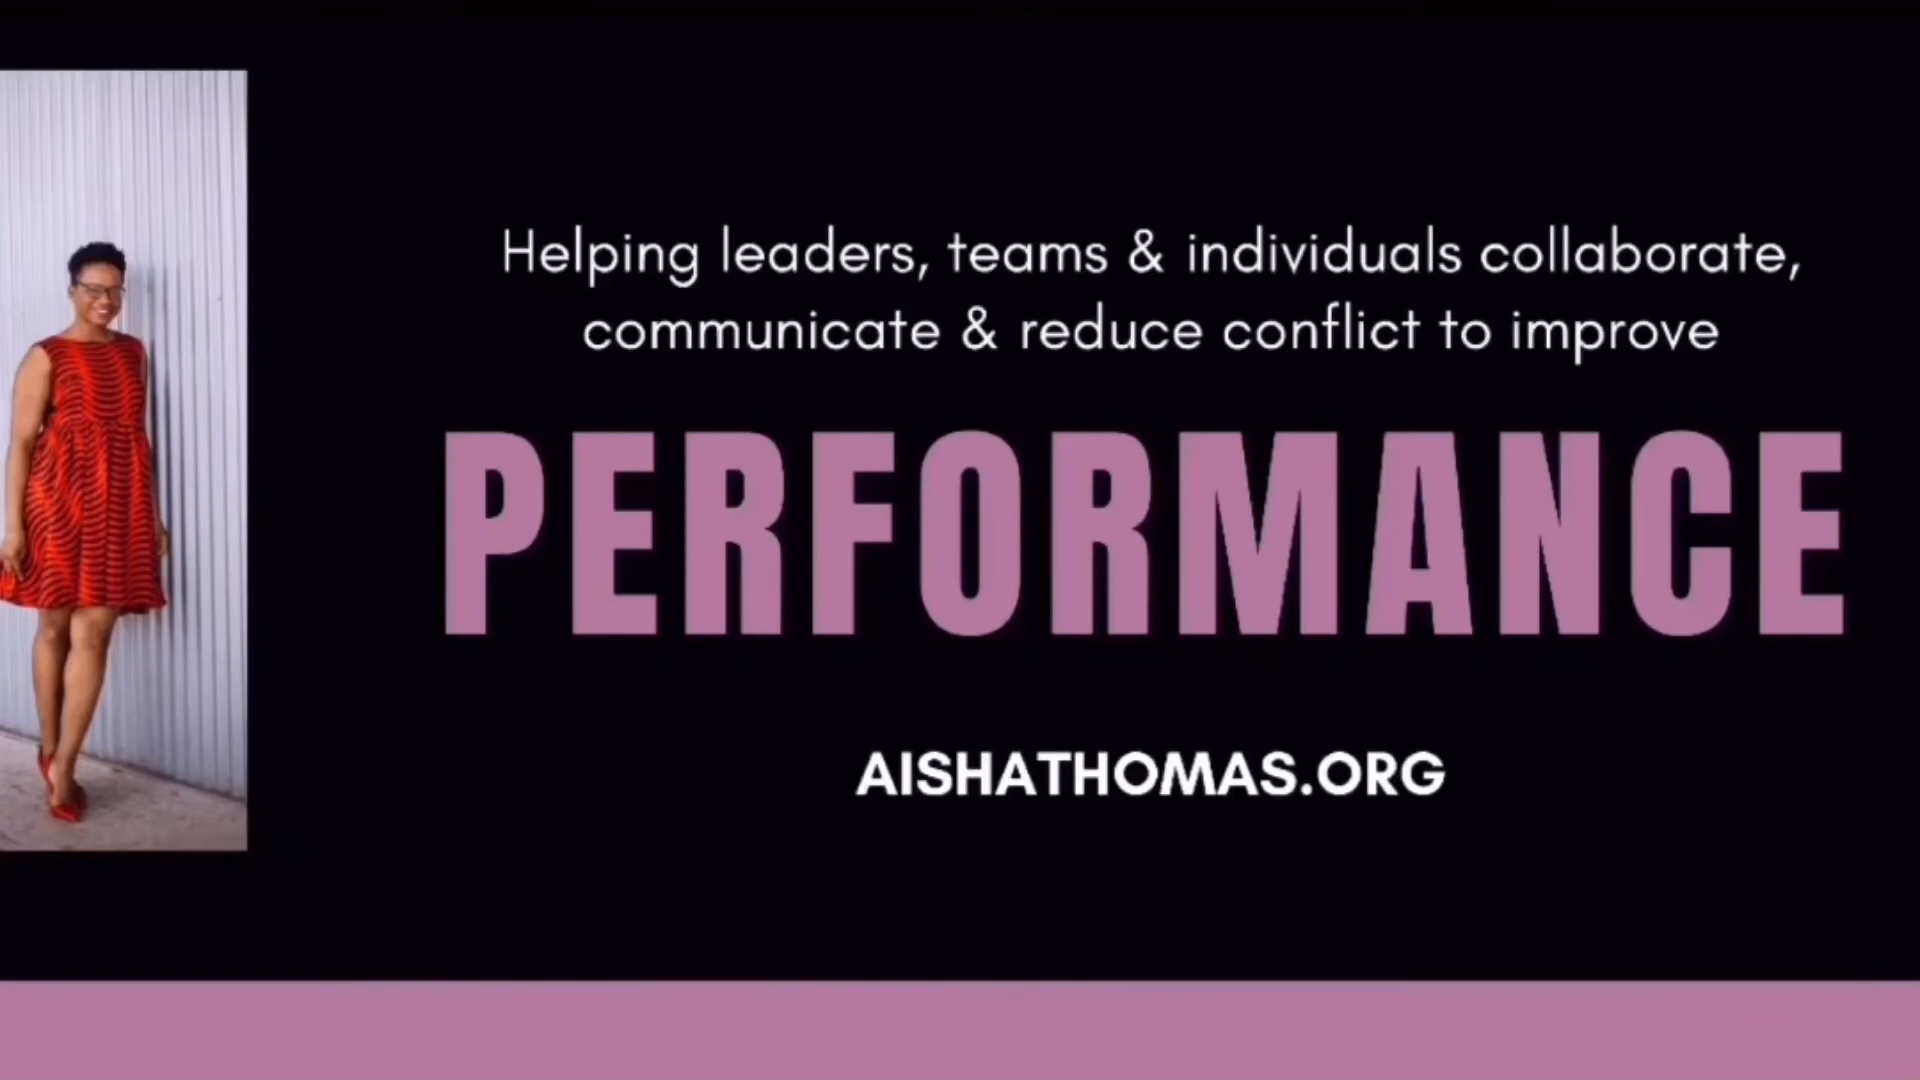 Helping leaders, teams & individuals collaborate,
communicate & reduce conflict to improve
PERFORMANCE
AISHATHOMAS.ORG